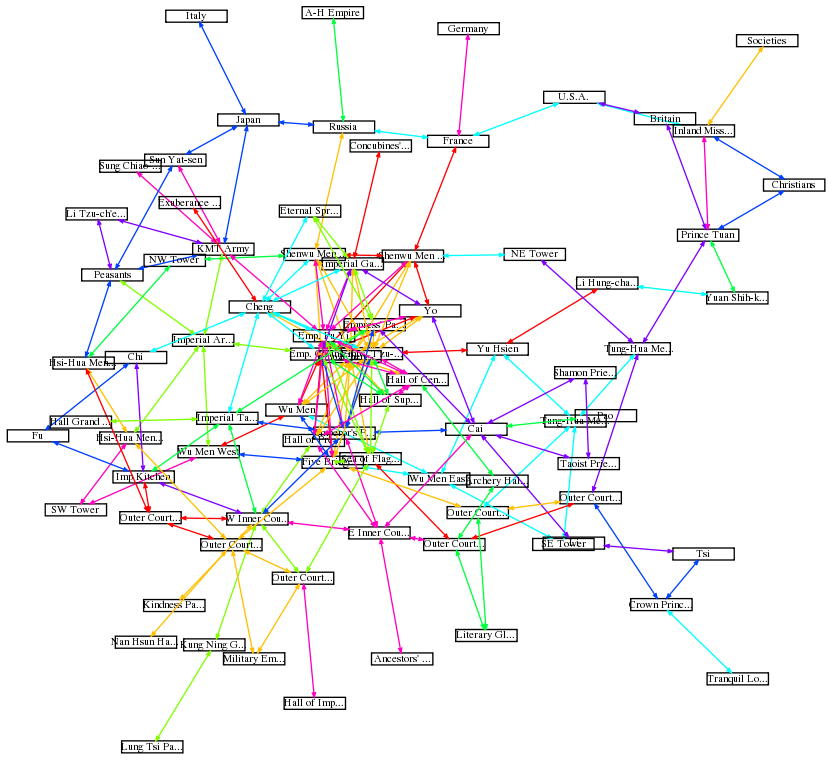 Italy
A-H Empire
Germany
Societies
U.S.A.
Japan
Russia
Britain
Inland Miss...
France
Concubines'...
Sun Yat-sen
Sung Chiao-...
Christians
Exuberance ...
Li Tzu-ch'e...
Eternal Spr...
Prince Tuan
KMT Army
NW Tower
Shenwu Men ...
Shenwu Men ...
Imperial Ga...
NE Tower
Peasants
Li Hung-cha...
Yuan Shih-k...
Cheng
Yo
Empress Pa...
Emp. Pu Yi
Imperial Ar...
Yu Hsien
Tung-Hua Me...
Chi
Emp.
Hsi-Hua Men...
Shamon Prie...
Hall of Cen...
Hall of Sup...
Wu Men
Imperial Ta...
Hall Grand ...
Tung-Hua Me...
Cai
Fu
Hsi-Hua Men...
Hall of
Wu Men West
Five Br...
of Flag...
Taoist Prie...
Imp Kitchen
Wu Men East
Archery Hal...
Outer Court...
SW Tower
Outer Court...
Outer Court...
W Inner Cou...
E Inner Cou...
Outer Court...
Outer Court...
SE Tower
Tsi
Outer Court...
Kindness Pa...
Crown Princ...
Literary Gl...
Nan Hsun Ha...
Kung Ning G...
Military Em...
Ancestors' ...
Tranquil Lo...
Hall of Imp...
Lung Tsi Pa...